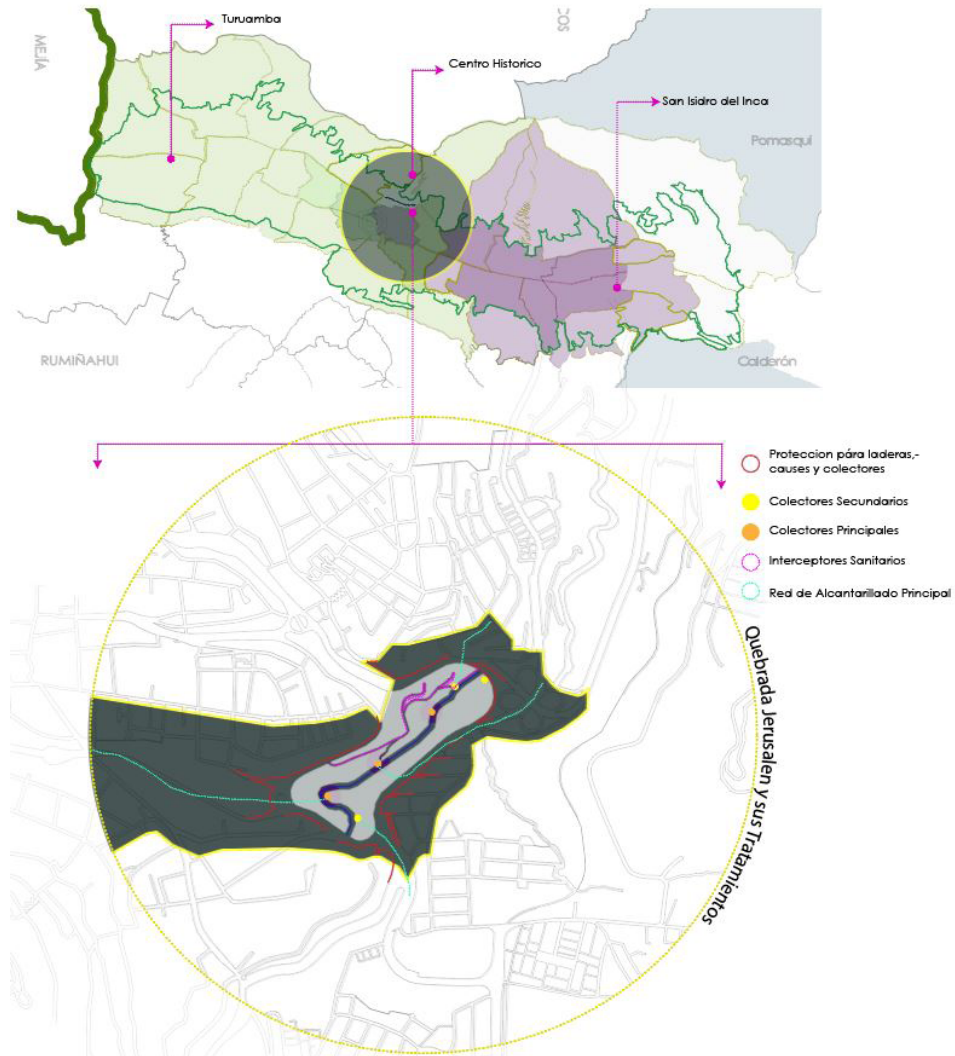 Turuamba
MEJÍA
COS
Centro Historico
San Isidro del Inca
Pomasqui
RUMIÑAHUI
Calderón
Proteccion pára laderas,-
causes y colectores
Colectores Secundarios
Colectores Principales
Interceptores Sanitarios
Red de Alcantarillado Principal
Quebrada Jerusalen y sus Tratamientos